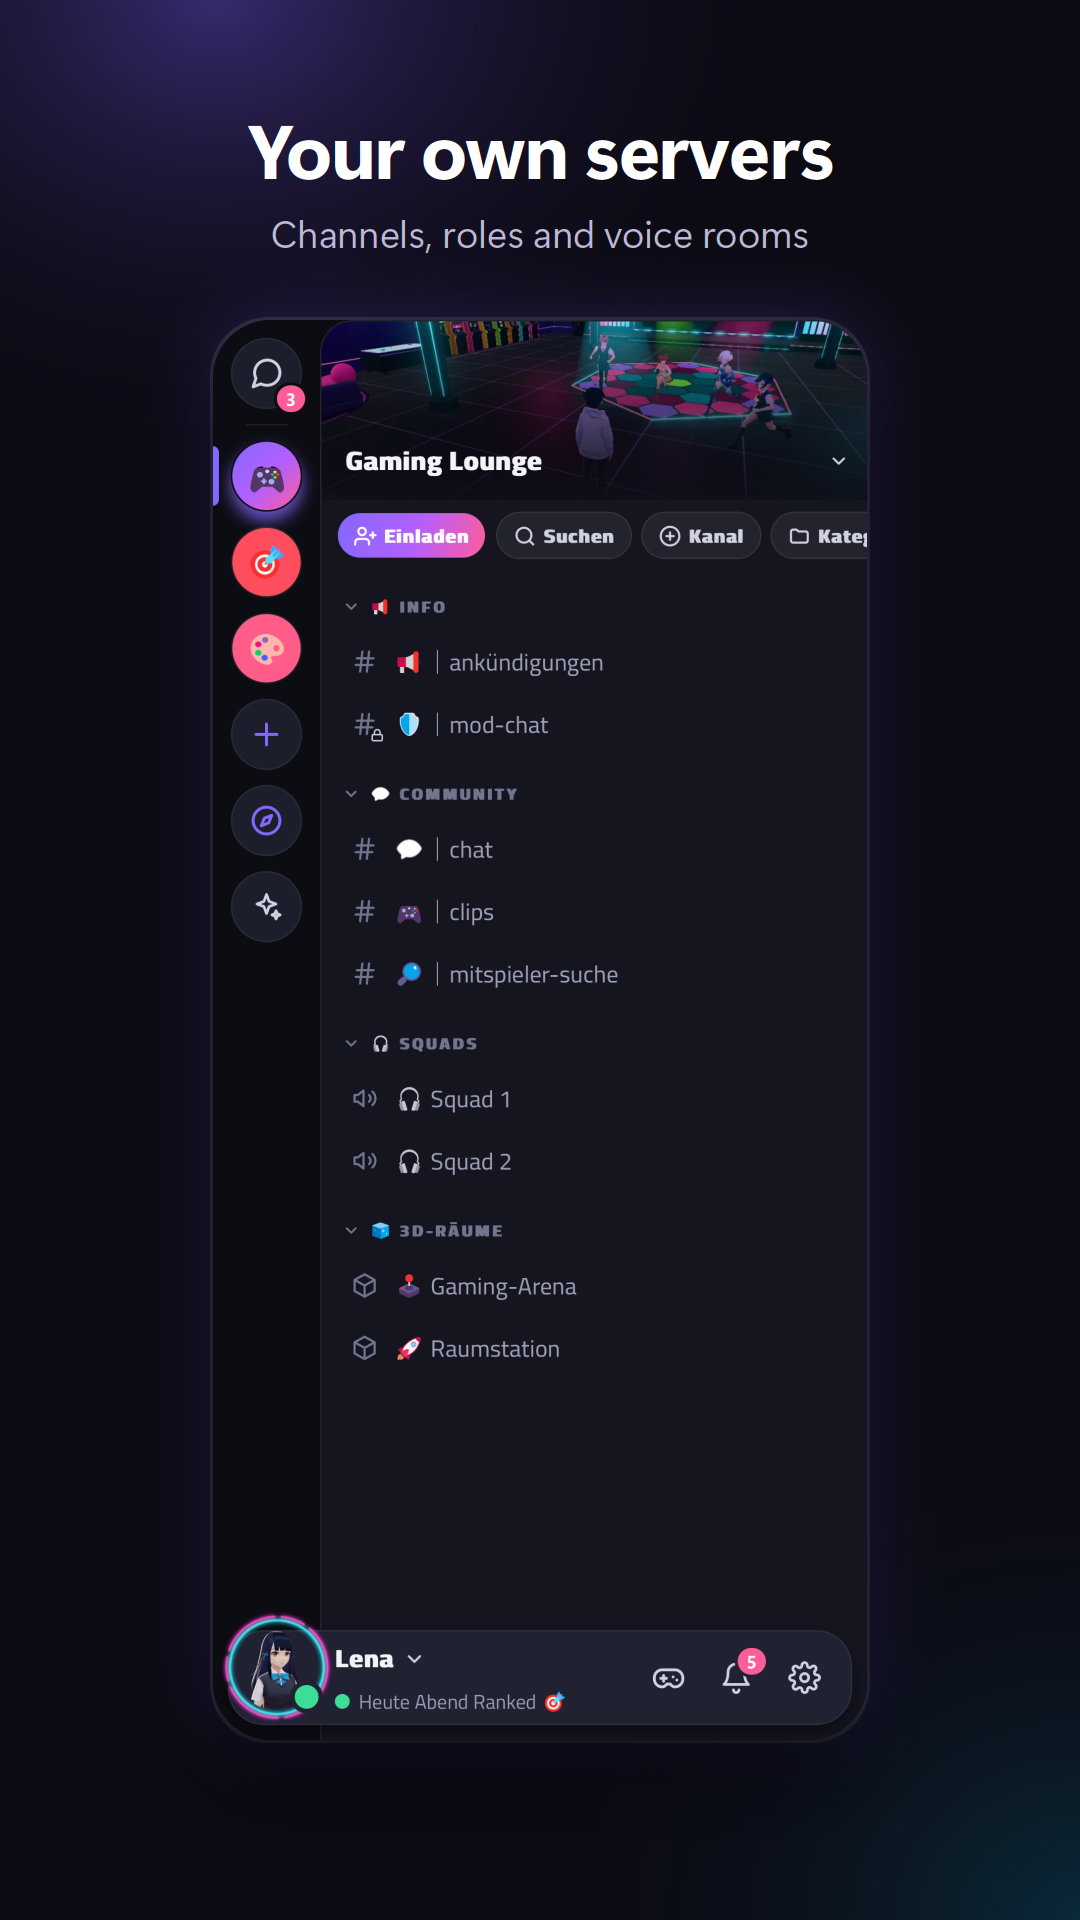 Your own servers
Channels, roles and voice rooms
3
Gaming Lounge
Einladen
Suchen
Kanal
Kateg
INFO
ankündigungen
mod-chat
COMMUNITY
chat
clips
mitspieler-suche
SQUADS
Squad 1
Squad 2
3D-RÄUME
Gaming-Arena
Raumstation
Lena
5
Heute Abend Ranked